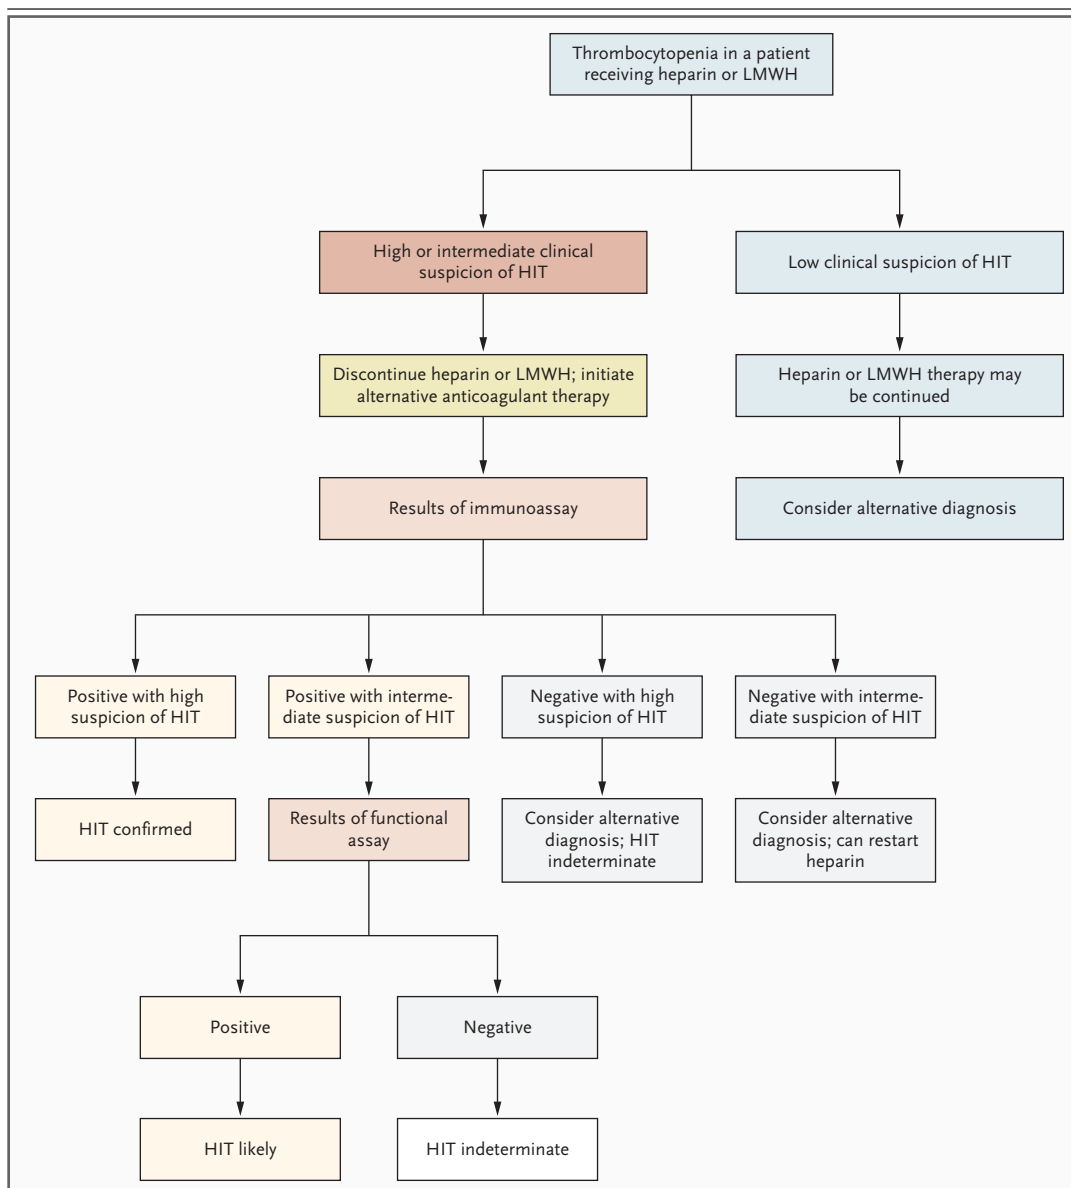 Thrombocytopenia in a patient
receiving heparin or LMWH
High or intermediate clinical
suspicion of HIT
Low clinical suspicion of HIT
Discontinue heparin or LMWH; initiate
alternative anticoagulant therapy
Heparin or LMWH therapy may
be continued
Results of immunoassay
Consider alternative diagnosis
Positive with high
suspicion of HIT
Positive with interme-
diate suspicion of HIT
Negative with high
suspicion of HIT
Negative with interme-
diate suspicion of HIT
HIT confirmed
Results of functional
assay
Consider alternative
diagnosis; HIT
indeterminate
Consider alternative
diagnosis; can restart
heparin
Positive
Negative
HIT likely
HIT indeterminate